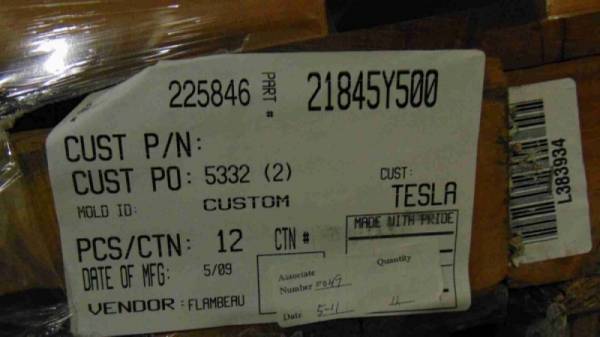 225846 PART # 21845Y500
CUST P/N:
CUST PO: 5332 (2) CUST:
MOLD ID: CUSTOM TESLA
MADE WITH PRIDE
PCS/CTN: 12 CTN #
DATE OF MFG: 5/09
VENDOR : FLAMBEAU
Associate Quantity
Number
Date 5-11
L383934